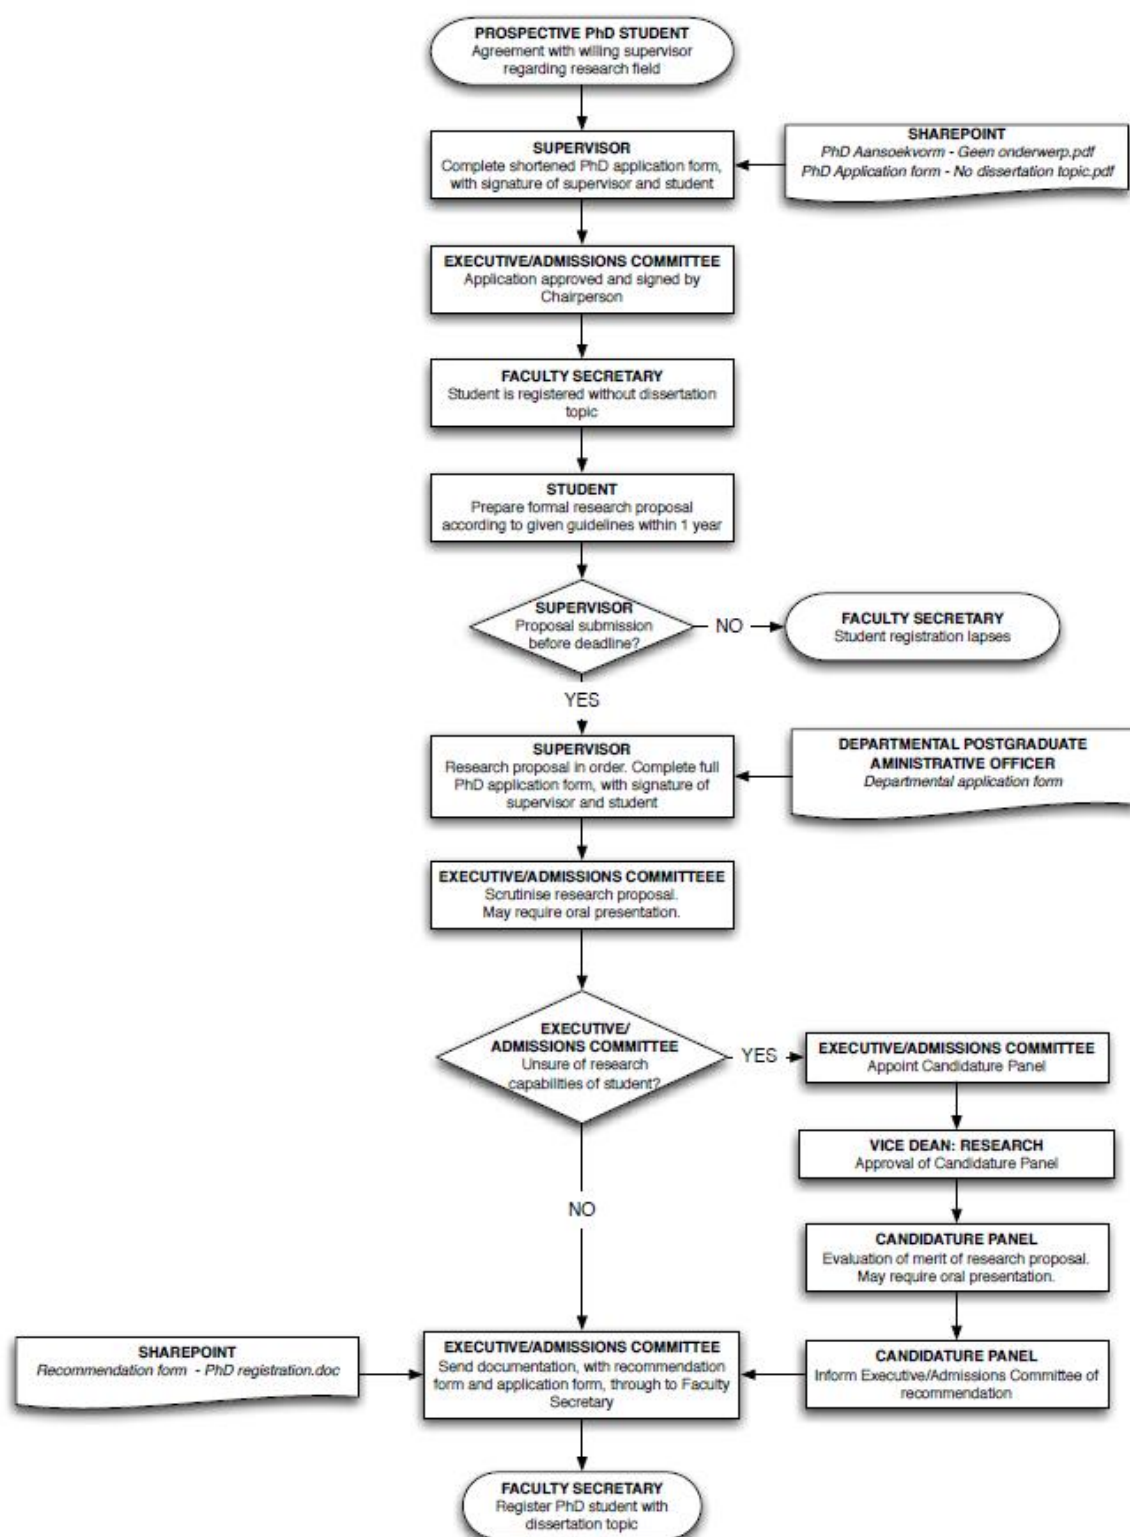 PROSPECTIVE PhD STUDENT
Agreement with willing supervisor
regarding research field
SUPERVISOR
Complete shortened PhD application form,
with signature of supervisor and student
SHAREPOINT
PhD Aansoekvorm - Geen onderwerp.pdf
PhD Application form - No dissertation topic.pdf
EXECUTIVE/ADMISSIONS COMMITTEE
Application approved and signed by
Chairperson
FACULTY SECRETARY
Student is registered without dissertation
topic
STUDENT
Prepare formal research proposal
according to given guidelines within 1 year
SUPERVISOR
Proposal submission
before deadline?
NO
FACULTY SECRETARY
Student registration lapses
YES
SUPERVISOR
Research proposal in order. Complete full
PhD application form, with signature of
supervisor and student
DEPARTMENTAL POSTGRADUATE
AMINISTRATIVE OFFICER
Departmental application form
EXECUTIVE/ADMISSIONS COMMITTEEE
Scrutinise research proposal.
May require oral presentation.
EXECUTIVE/
ADMISSIONS COMMITTEE
Unsure of research
capabilities of student?
YES
EXECUTIVE/ADMISSIONS COMMITTEE
Appoint Candidature Panel
VICE DEAN: RESEARCH
Approval of Candidature Panel
NO
CANDIDATURE PANEL
Evaluation of merit of research proposal.
May require oral presentation.
SHAREPOINT
Recommendation form - PhD registration.doc
EXECUTIVE/ADMISSIONS COMMITTEE
Send documentation, with recommendation
form and application form, through to Faculty
Secretary
CANDIDATURE PANEL
Inform Executive/Admissions Committee of
recommendation
FACULTY SECRETARY
Register PhD student with
dissertation topic